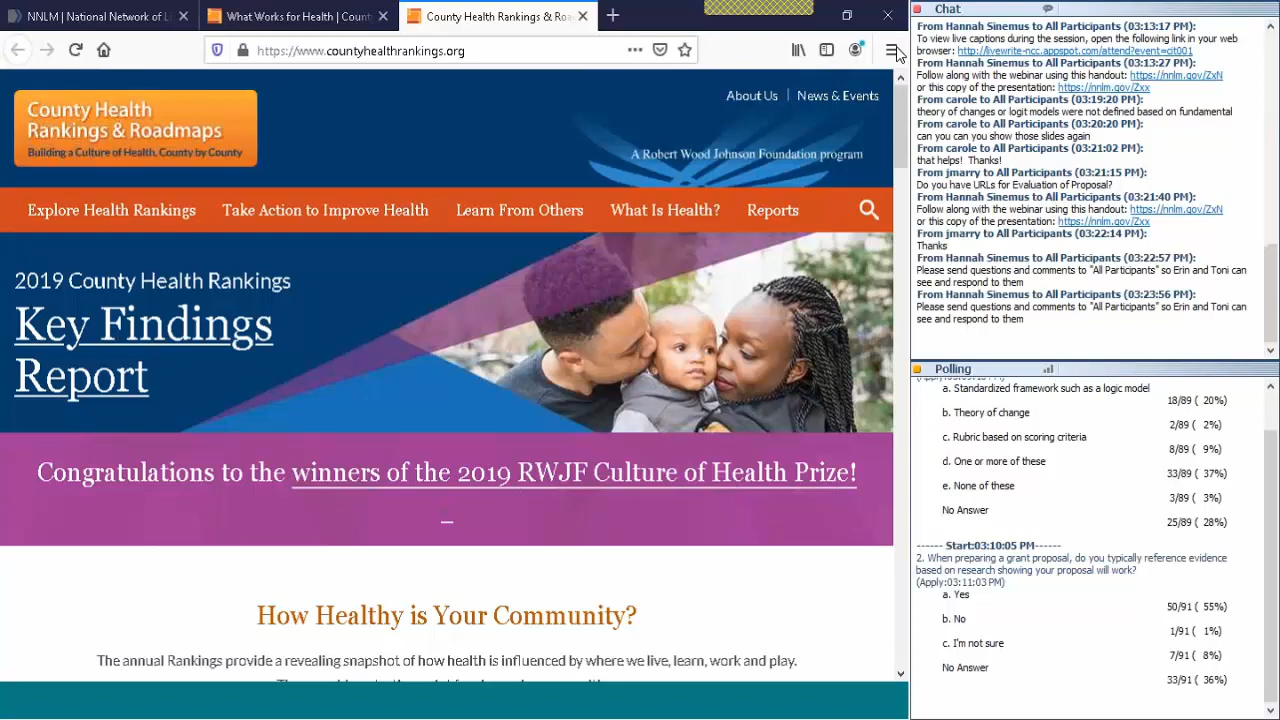 NNLM | National Network of L
What Works for Health | Count
County Health Rankings & Roa
https://www.countyhealthrankings.org
County Health
Rankings & Roadmaps
Building a Culture of Health, County by County
About Us | News & Events
A Robert Wood Johnson Foundation program
Explore Health Rankings
Take Action to Improve Health
Learn From Others
What Is Health?
Reports
2019 County Health Rankings
Key Findings
Report
Congratulations to the winners of the 2019 RWJF Culture of Health Prize!
How Healthy is Your Community?
The annual Rankings provide a revealing snapshot of how health is influenced by where we live, learn, work and play.
Chat
From Hannah Sinemus to All Participants (03:13:17 PM):
To view live captions during the session, open the following link in your web
browser: http://livewrite-ncc.appspot.com/attend?event=cit001
From Hannah Sinemus to All Participants (03:13:27 PM):
Follow along with the webinar using this handout: https://nnlm.gov/ZxN
or this copy of the presentation: https://nnlm.gov/Zxx
From carole to All Participants (03:19:20 PM):
theory of changes or logit models were not defined based on fundamental
From carole to All Participants (03:20:20 PM):
can you can you show those slides again
From carole to All Participants (03:21:02 PM):
that helps! Thanks!
From jmarry to All Participants (03:21:15 PM):
Do you have URLs for Evaluation of Proposal?
From Hannah Sinemus to All Participants (03:21:40 PM):
Follow along with the webinar using this handout: https://nnlm.gov/ZxN
or this copy of the presentation: https://nnlm.gov/Zxx
From jmarry to All Participants (03:22:14 PM):
Thanks
From Hannah Sinemus to All Participants (03:22:57 PM):
Please send questions and comments to "All Participants" so Erin and Toni can
see and respond to them
From Hannah Sinemus to All Participants (03:23:56 PM):
Please send questions and comments to "All Participants" so Erin and Toni can
see and respond to them
Polling
a. Standardized framework such as a logic model
18/89 ( 20%)
b. Theory of change
2/89 ( 2%)
c. Rubric based on scoring criteria
8/89 ( 9%)
d. One or more of these
33/89 ( 37%)
e. None of these
3/89 ( 3%)
No Answer
25/89 ( 28%)
------ Start:03:10:05 PM------
2. When preparing a grant proposal, do you typically reference evidence
based on research showing your proposal will work?
(Apply:03:11:03 PM)
a. Yes
50/91 ( 55%)
b. No
1/91 ( 1%)
c. I'm not sure
7/91 ( 8%)
No Answer
33/91 ( 36%)